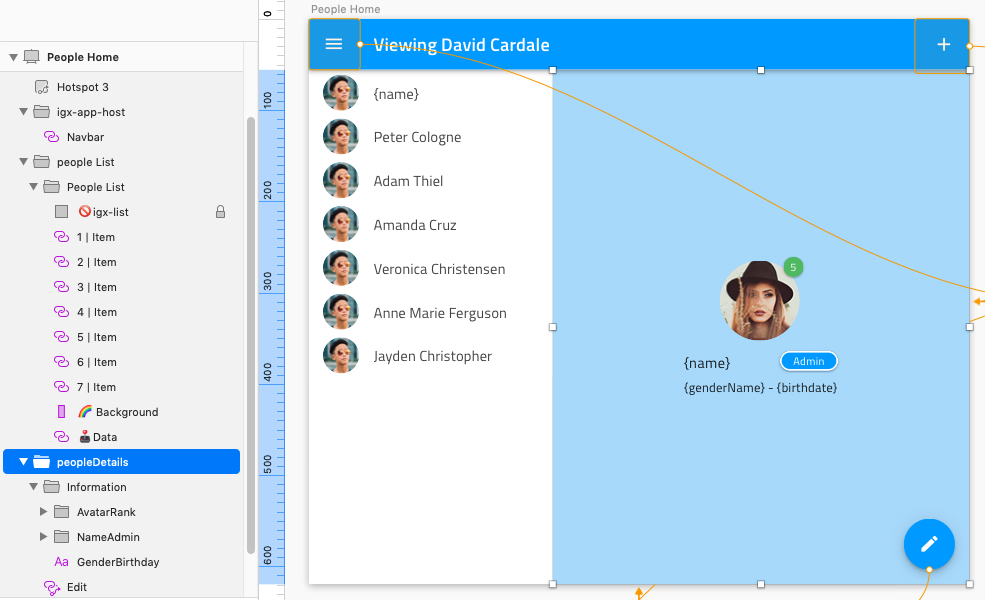 People Home
Hotspot 3
igx-app-host
Navbar
people List
People List
🚫igx-list
1 | Item
2 | Item
3 | Item
4 | Item
5 | Item
6 | Item
7 | Item
🌈 Background
🕹Data
peopleDetails
Information
AvatarRank
NameAdmin
Aa GenderBirthday
Edit
0
100
200
300
400
500
600
People Home
Viewing David Cardale
{name}
Peter Cologne
Adam Thiel
Amanda Cruz
Veronica Christensen
Anne Marie Ferguson
Jayden Christopher
5
{name} Admin
{genderName} - {birthdate}